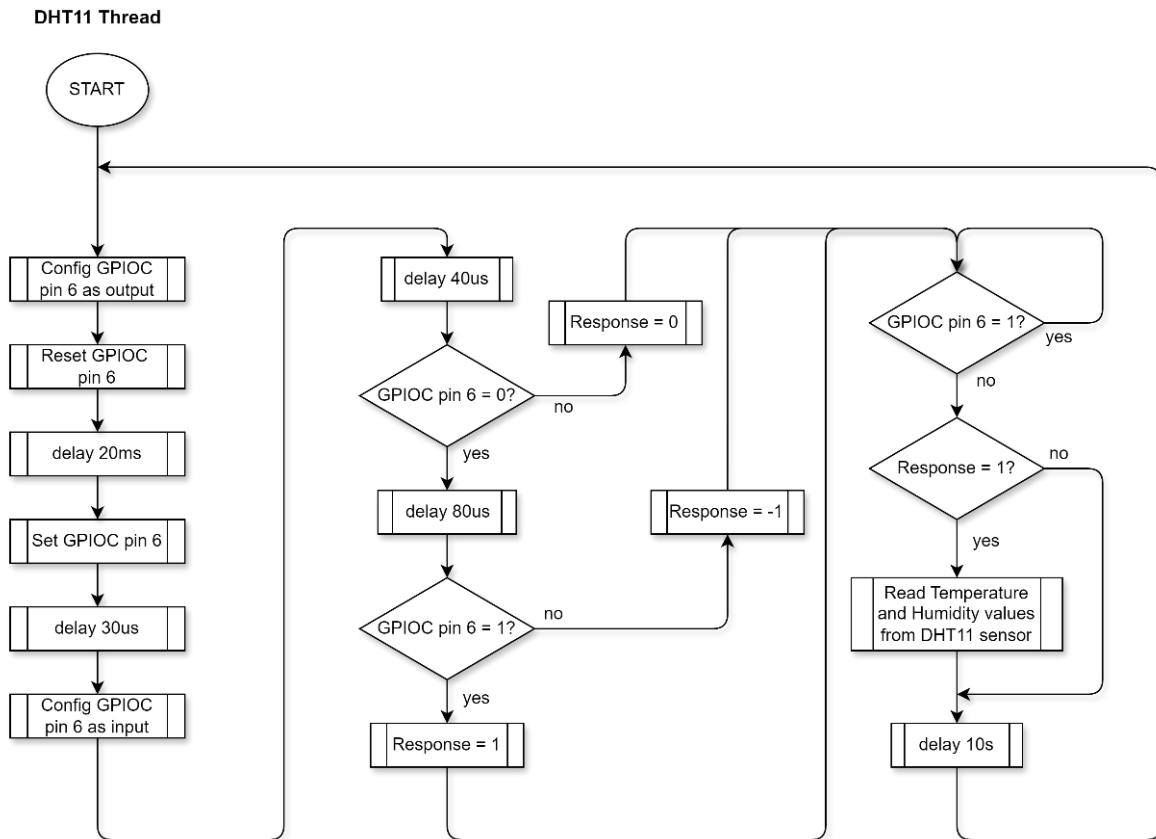 DHT11 Thread
START
Config GPIOC
pin 6 as output
Reset GPIOC
pin 6
delay 20ms
Set GPIOC pin 6
delay 30us
Config GPIOC
pin 6 as input
delay 40us
GPIOC pin 6 = 0?
no
Response = 0
yes
delay 80us
GPIOC pin 6 = 1?
no
Response = -1
yes
Response = 1
GPIOC pin 6 = 1?
yes
no
Response = 1?
no
yes
Read Temperature
and Humidity values
from DHT11 sensor
delay 10s